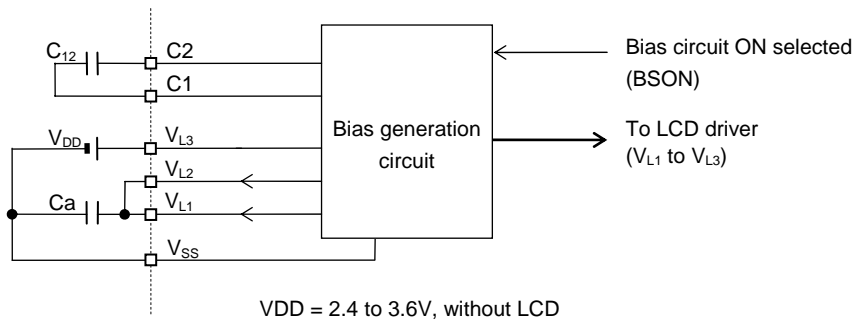 C12
C2
C1
VDD
VL3
VL2
Ca
VL1
VSS
Bias generation
circuit
Bias circuit ON selected
(BSON)
To LCD driver
(VL1 to VL3)
VDD = 2.4 to 3.6V, without LCD